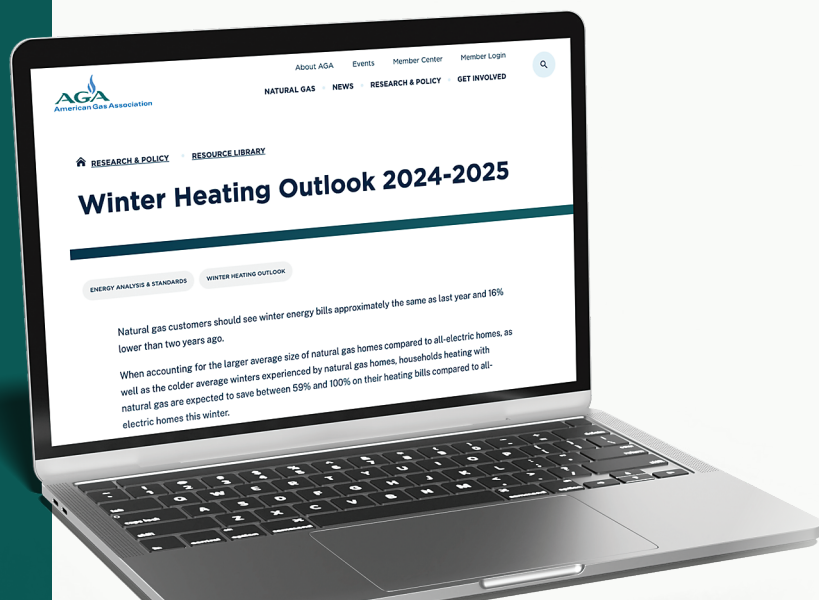 About AGA Events Member Center Member Login
AGA
American Gas Association
NATURAL GAS NEWS RESEARCH & POLICY GET INVOLVED
RESEARCH & POLICY RESOURCE LIBRARY
Winter Heating Outlook 2024-2025
ENERGY ANALYSIS & STANDARDS WINTER HEATING OUTLOOK
Natural gas customers should see winter energy bills approximately the same as last year and 16%
lower than two years ago.
When accounting for the larger average size of natural gas homes compared to all-electric homes, as
well as the colder average winters experienced by natural gas homes, households heating with
natural gas are expected to save between 59% and 100% on their heating bills compared to all-
electric homes this winter.
Q W E R T Y U I O P
A S D F G H J K L
Z X C V B N M